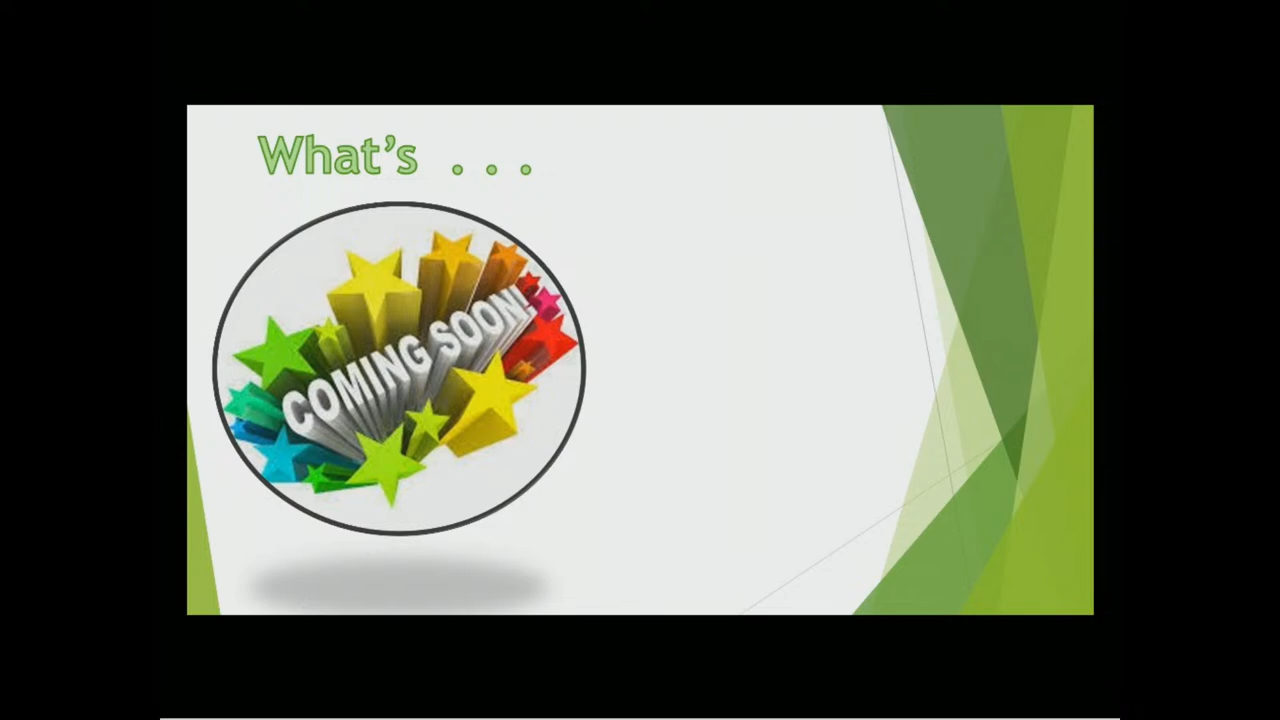 What’s . . .
COMING SOON!